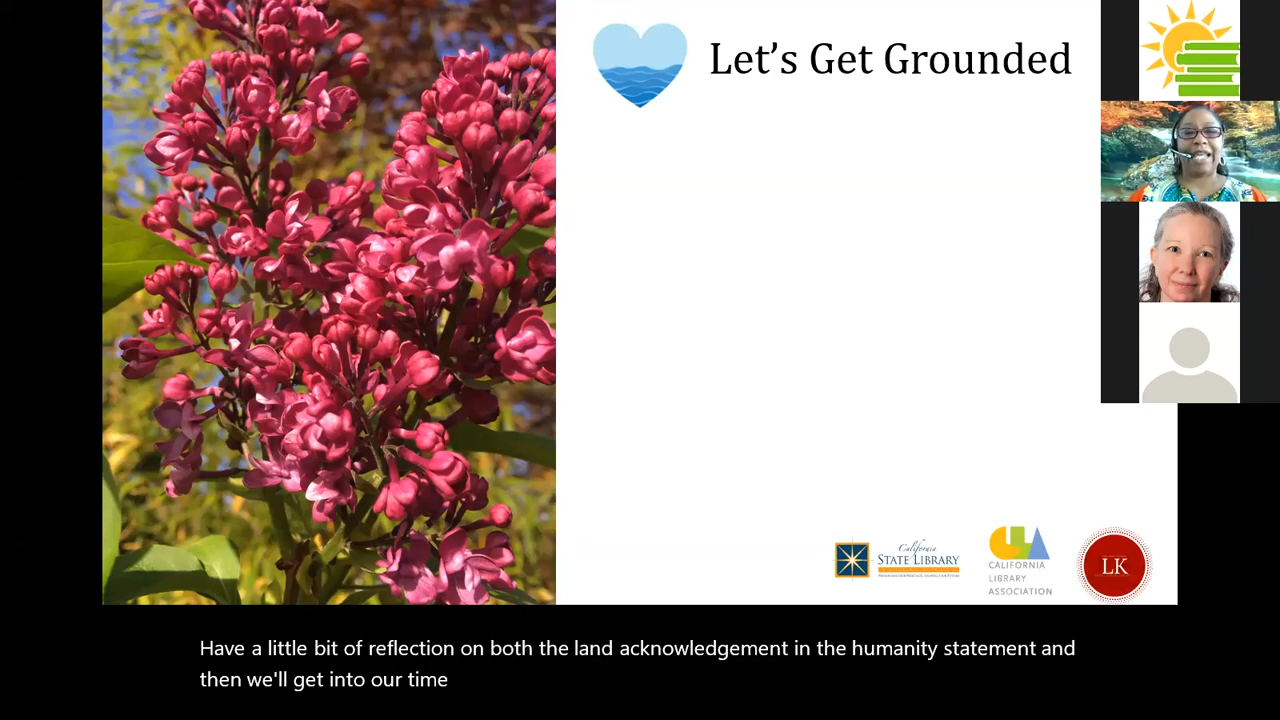 Let's Get Grounded
California
STATE LIBRARY
CLA
CALIFORNIA
LIBRARY
ASSOCIATION
LK
Have a little bit of reflection on both the land acknowledgement in the humanity statement and
then we'll get into our time